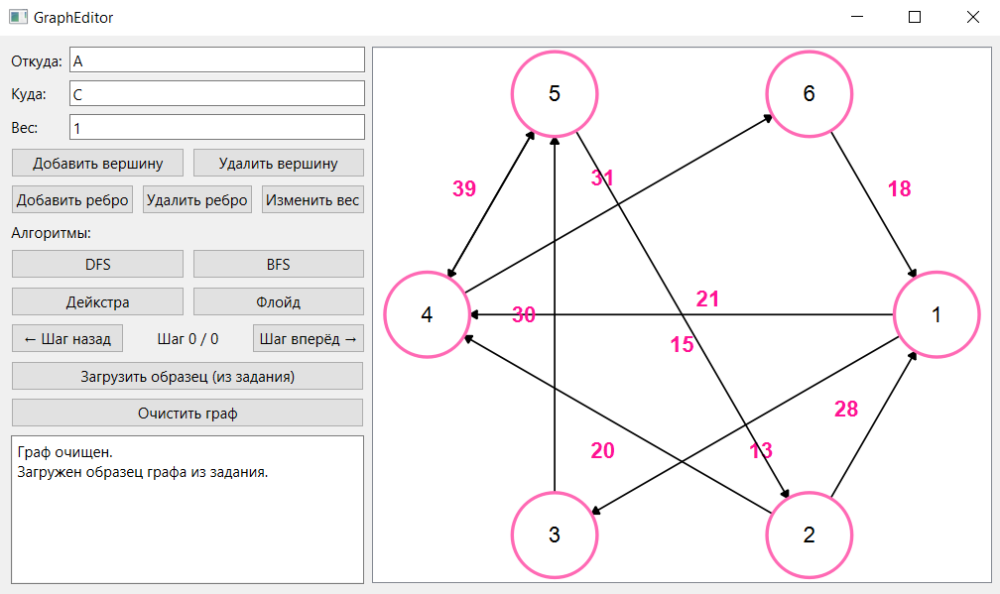 GraphEditor
Откуда: A
Куда: C
Вес: 1
Добавить вершину Удалить вершину
Добавить ребро Удалить ребро Изменить вес
Алгоритмы:
DFS BFS
Дейкстра Флойд
← Шаг назад Шаг 0 / 0 Шаг вперёд →
Загрузить образец (из задания)
Очистить граф
Граф очищен.
Загружен образец графа из задания.
5 6
39 31 18
4 30 21 1
15
28
20 13
3 2